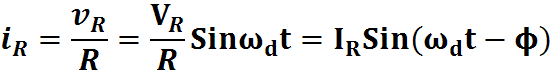 i_R = v_R/R = V_R/R Sinω_dt = I_RSin(ω_dt − ϕ)